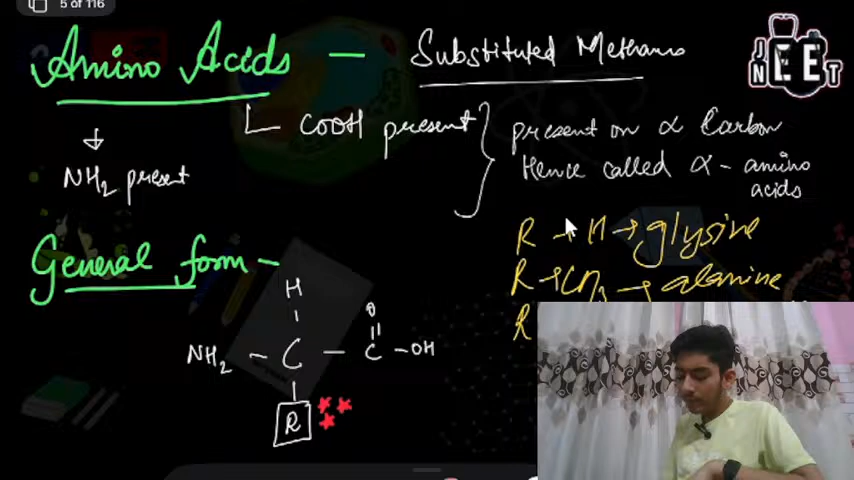 5 of 116
Amino Acids — Substituted Methane
COOH present
present on α Carbon
Hence called α - amino
acids
NH2 present
JNEET
R → H → glysine
R → CH3 → alanine
R
General form -
H
O
NH2 - C - C - OH
R